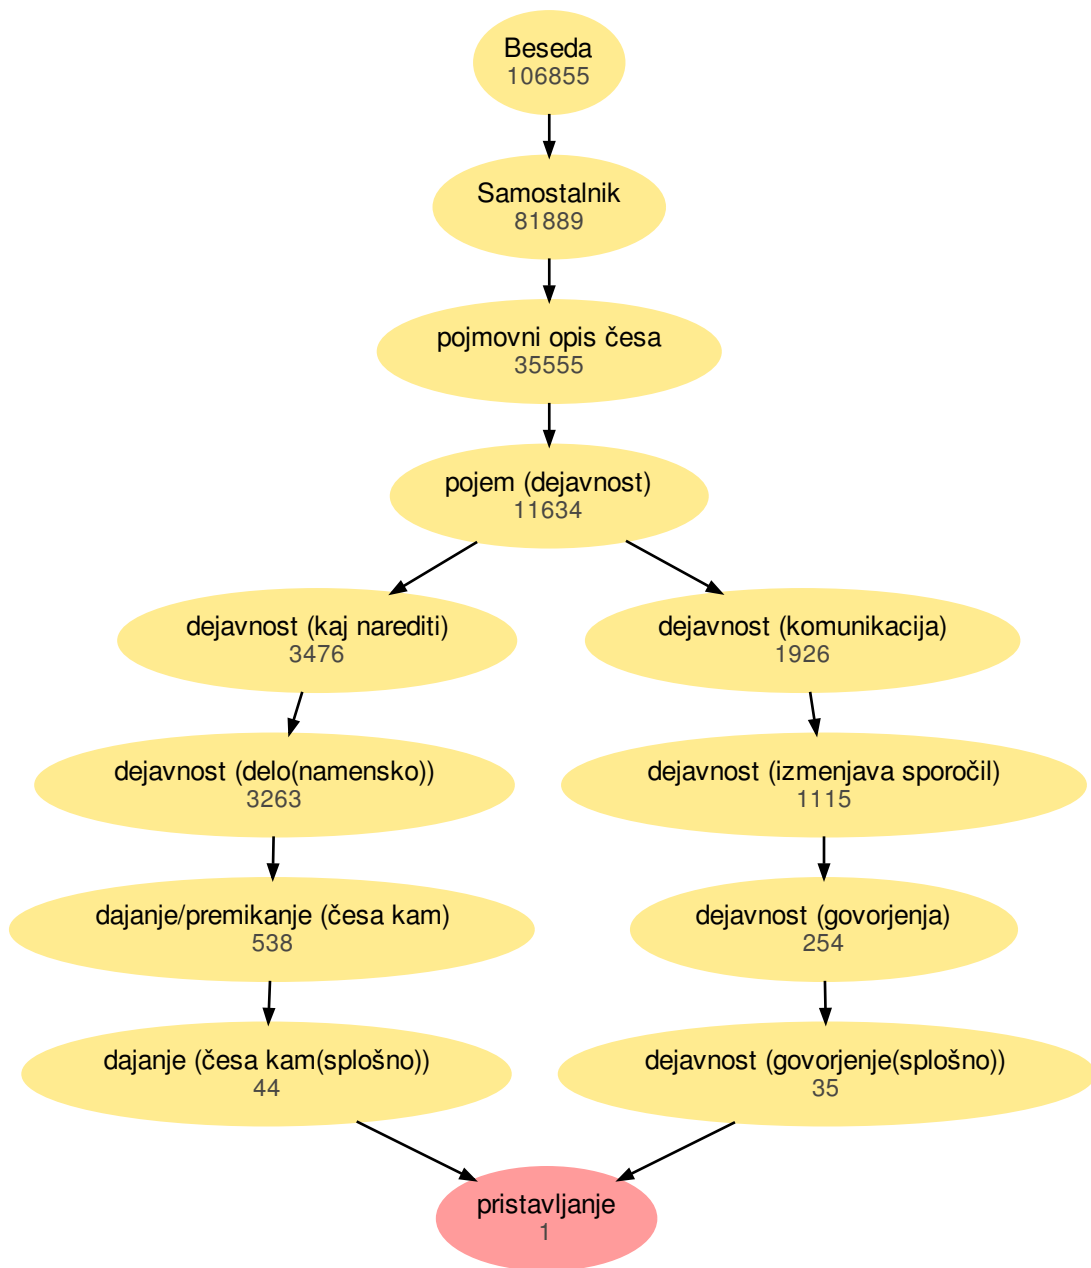 Beseda
106855
Samostalnik
81889
pojmovni opis česa
35555
pojem (dejavnost)
11634
dejavnost (kaj narediti)
3476
dejavnost (komunikacija)
1926
dejavnost (delo(namensko))
3263
dejavnost (izmenjava sporočil)
1115
dajanje/premikanje (česa kam)
538
dejavnost (govorjenja)
254
dajanje (česa kam(splošno))
44
dejavnost (govorjenje(splošno))
35
pristavljanje
1